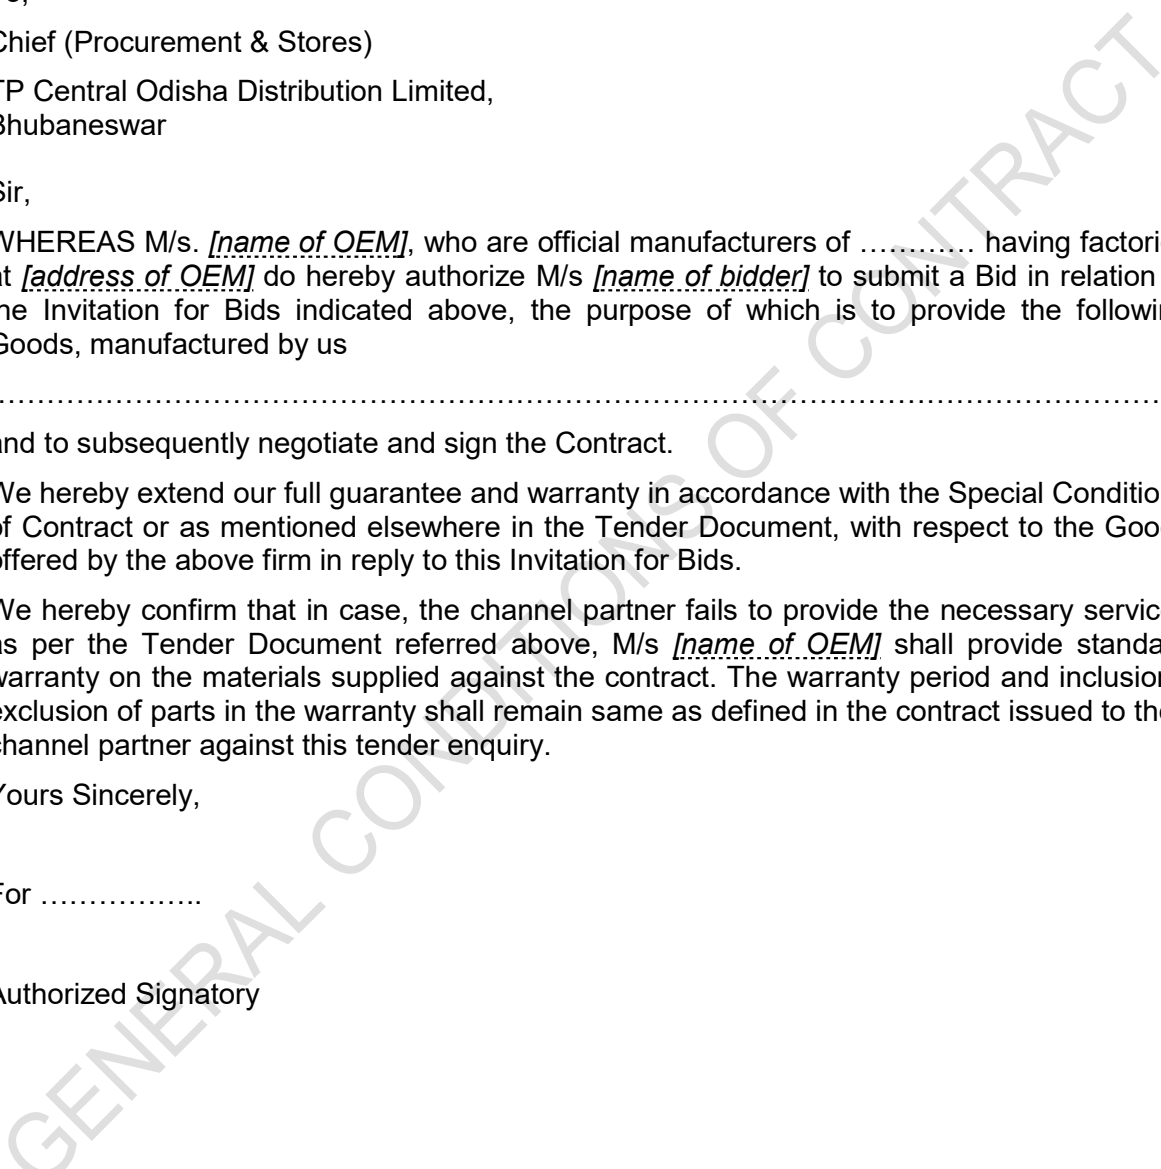 Chief (Procurement & Stores)
TP Central Odisha Distribution Limited,
Bhubaneswar
Sir,
WHEREAS M/s. [name of OEM], who are official manufacturers of ………… having factori
at [address of OEM] do hereby authorize M/s [name of bidder] to submit a Bid in relation
the Invitation for Bids indicated above, the purpose of which is to provide the followin
Goods, manufactured by us
……………………………………………………………………………………………………………
and to subsequently negotiate and sign the Contract.
We hereby extend our full guarantee and warranty in accordance with the Special Conditio
of Contract or as mentioned elsewhere in the Tender Document, with respect to the Goo
offered by the above firm in reply to this Invitation for Bids.
We hereby confirm that in case, the channel partner fails to provide the necessary servic
as per the Tender Document referred above, M/s [name of OEM] shall provide standa
warranty on the materials supplied against the contract. The warranty period and inclusion
exclusion of parts in the warranty shall remain same as defined in the contract issued to the
channel partner against this tender enquiry.
Yours Sincerely,
For ……………..
Authorized Signatory
GENERAL CONDITIONS OF CONTRACT